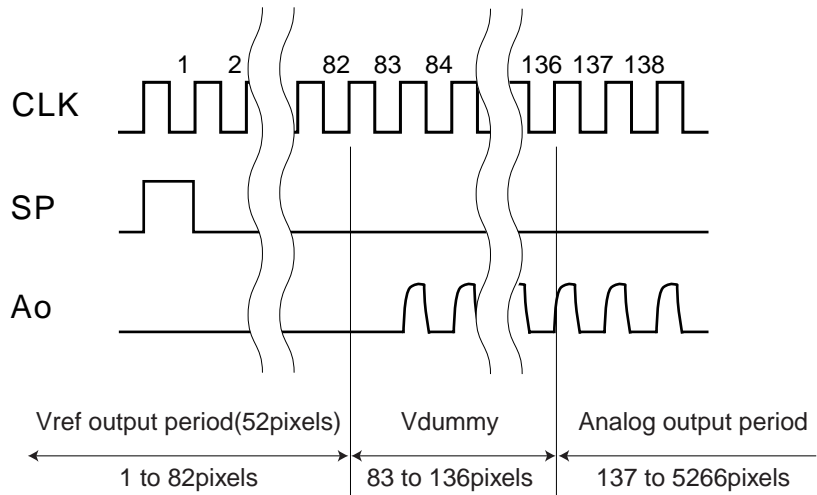 1 2 82 83 84 136 137 138
CLK
SP
Ao
Vref output period(52pixels) Vdummy Analog output period
1 to 82pixels 83 to 136pixels 137 to 5266pixels